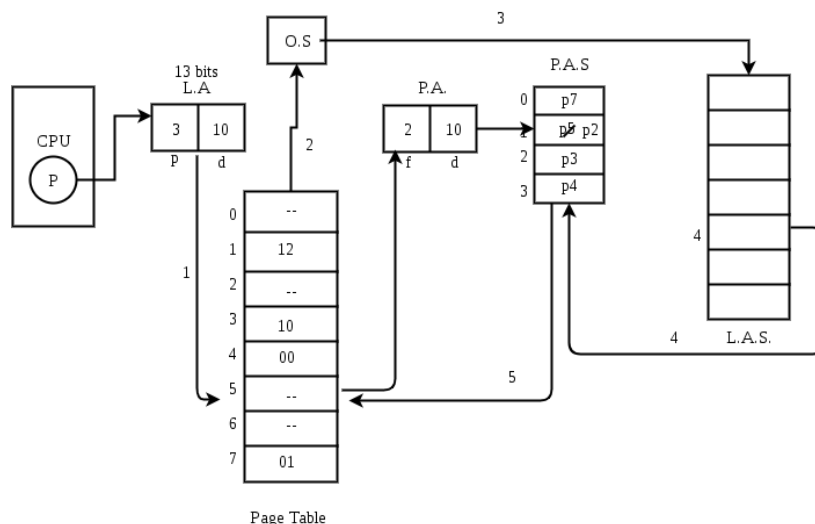 3
O.S
13 bits
L.A
P.A.
P.A.S
CPU
P
3 10
p d
2
2 10
f d
0 p7
1 p2
2 p3
3 p4
1
0 --
1 12
2 --
3 10
4 00
5 --
6 --
7 01
4
L.A.S.
4
5
Page Table